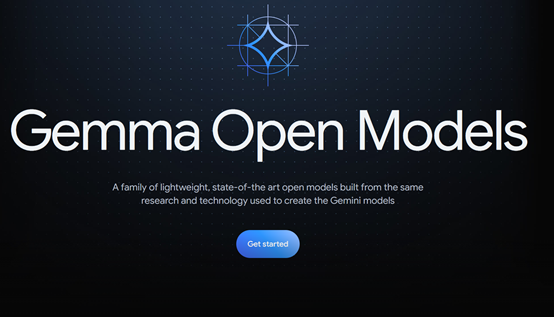 Gemma Open Models
A family of lightweight, state-of-the art open models built from the same
research and technology used to create the Gemini models
Get started